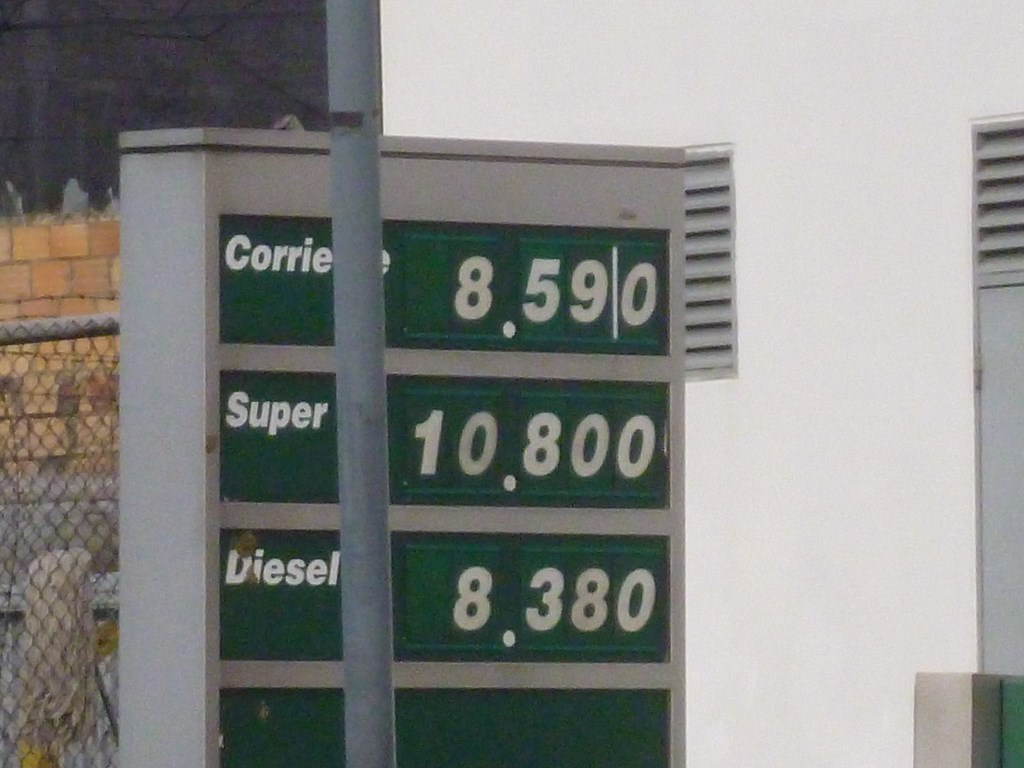 Corrie e 8.590
Super 10.800
Diesel 8.380